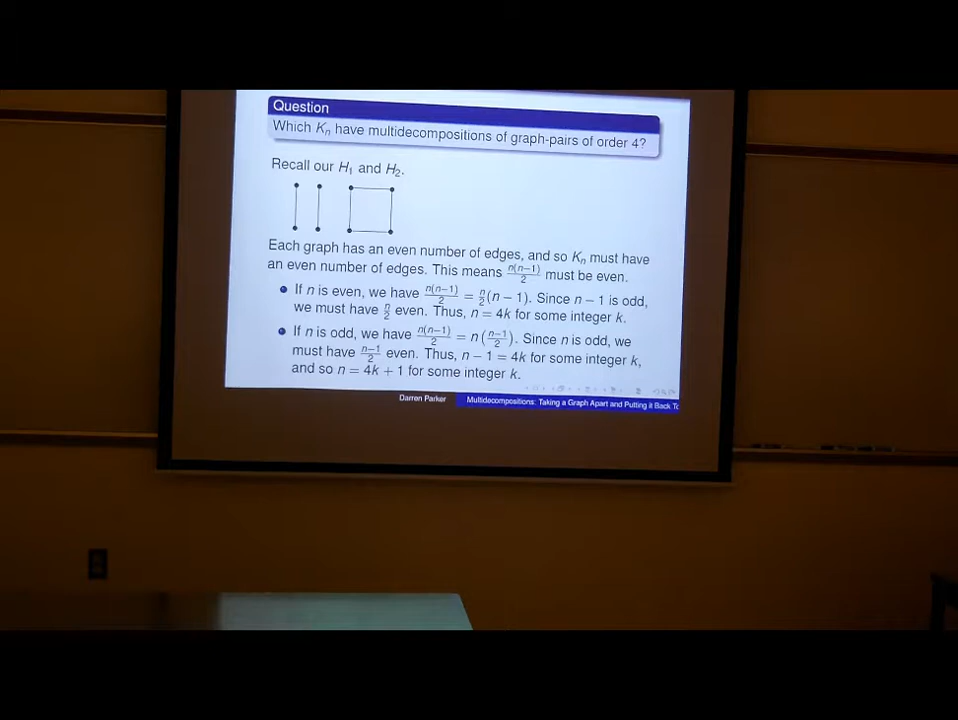 Question
Which Kn have multidecompositions of graph-pairs of order 4?
Recall our H1 and H2.
Each graph has an even number of edges, and so Kn must have
an even number of edges. This means n(n−1)/2 must be even.
If n is even, we have n(n−1)/2 = n/2(n − 1). Since n − 1 is odd,
we must have n/2 even. Thus, n = 4k for some integer k.
If n is odd, we have n(n−1)/2 = n(n−1/2). Since n is odd, we
must have n−1/2 even. Thus, n − 1 = 4k for some integer k,
and so n = 4k + 1 for some integer k.
Darren Parker
Multidecompositions: Taking a Graph Apart and Putting it Back To